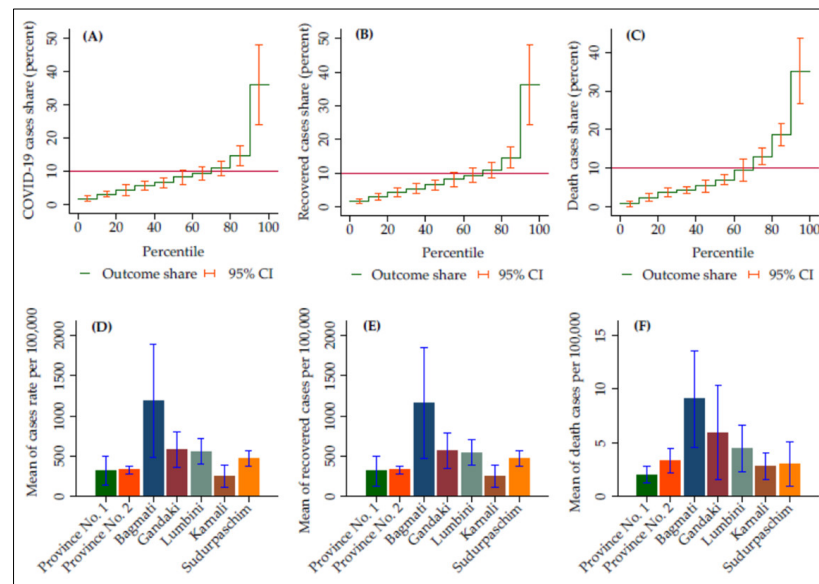 (A)
COVID-19 cases share (percent)
50
40
30
20
10
0
0 20 40 60 80 100
Percentile
Outcome share 95% CI
(B)
Recovered cases share (percent)
50
40
30
20
10
0
0 20 40 60 80 100
Percentile
Outcome share 95% CI
(C)
Death cases share (percent)
40
30
20
10
0
0 20 40 60 80 100
Percentile
Outcome share 95% CI
(D)
Mean of cases rate per 100,000
2000
1500
1000
500
0
Province No. 1
Province No. 2
Bagmati
Gandaki
Lumbini
Karnali
Sudurpaschim
(E)
Mean of recovered cases per 100,000
2000
1500
1000
500
0
Province No. 1
Province No. 2
Bagmati
Gandaki
Lumbini
Karnali
Sudurpaschim
(F)
Mean of death cases per 100,000
15
10
5
0
Province No. 1
Province No. 2
Bagmati
Gandaki
Lumbini
Karnali
Sudurpaschim